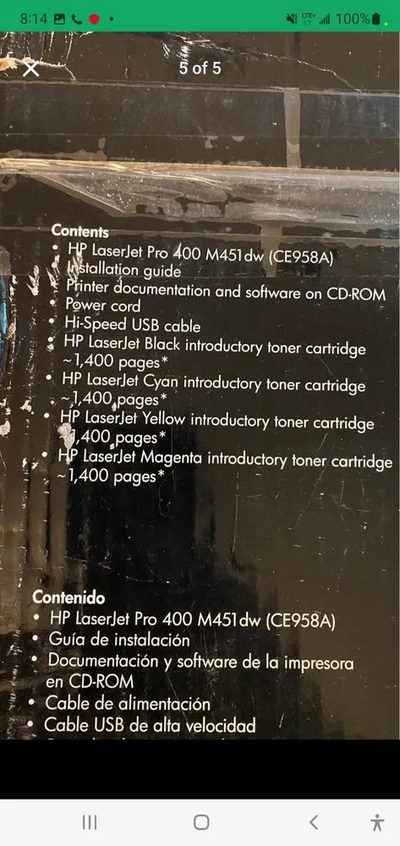 8:14
LTE+
100%
5 of 5
Contents
• HP LaserJet Pro 400 M451dw (CE958A)
• Installation guide
• Printer documentation and software on CD-ROM
• Power cord
• Hi-Speed USB cable
• HP LaserJet Black introductory toner cartridge
~1,400 pages*
• HP LaserJet Cyan introductory toner cartridge
~1,400 pages*
• HP LaserJet Yellow introductory toner cartridge
1,400 pages*
• HP LaserJet Magenta introductory toner cartridge
~1,400 pages*
Contenido
• HP LaserJet Pro 400 M451dw (CE958A)
• Guía de instalación
• Documentación y software de la impresora
en CD-ROM
• Cable de alimentación
• Cable USB de alta velocidad